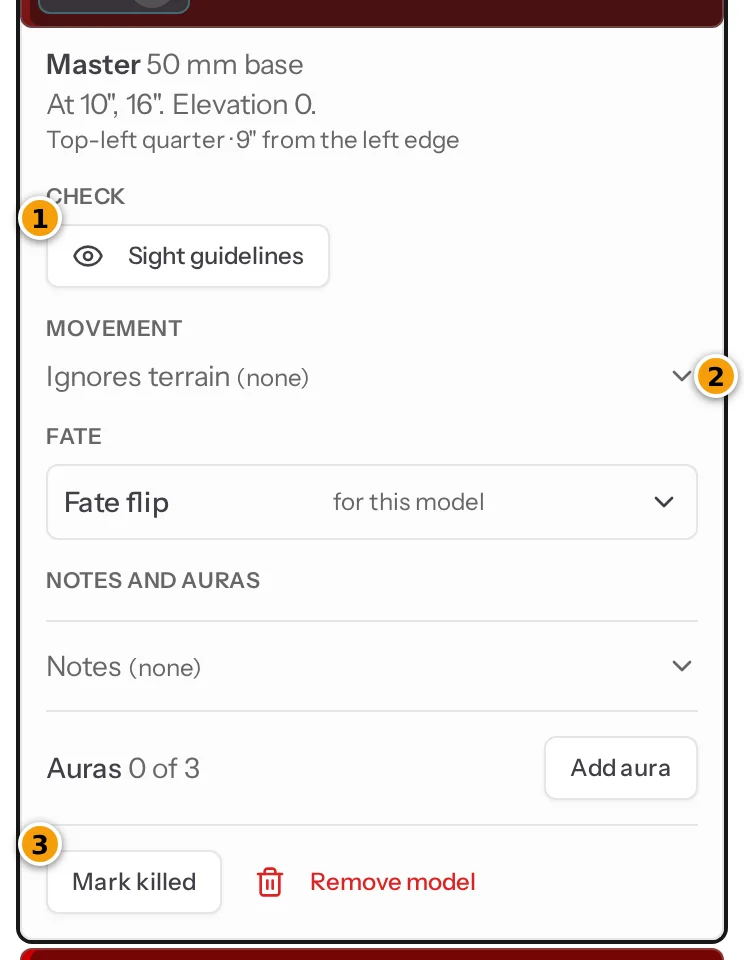 Master 50 mm base
At 10", 16". Elevation 0.
Top-left quarter · 9" from the left edge
CHECK
1
Sight guidelines
MOVEMENT
Ignores terrain (none)
2
FATE
Fate flip for this model
NOTES AND AURAS
Notes (none)
Auras 0 of 3
Add aura
3
Mark killed
Remove model